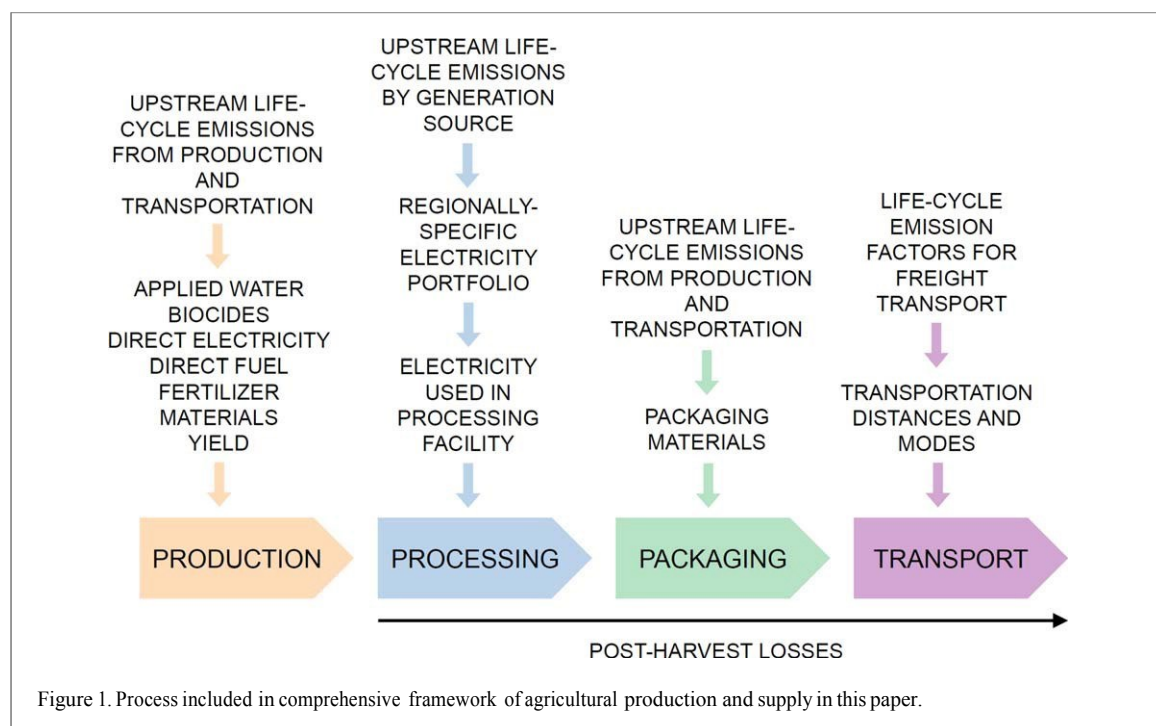 UPSTREAM LIFE-
CYCLE EMISSIONS
FROM PRODUCTION
AND
TRANSPORTATION
APPLIED WATER
BIOCIDES
DIRECT ELECTRICITY
DIRECT FUEL
FERTILIZER
MATERIALS
YIELD
PRODUCTION
UPSTREAM LIFE-
CYCLE EMISSIONS
BY GENERATION
SOURCE
REGIONALLY-
SPECIFIC
ELECTRICITY
PORTFOLIO
ELECTRICITY
USED IN
PROCESSING
FACILITY
PROCESSING
UPSTREAM LIFE-
CYCLE EMISSIONS
FROM PRODUCTION
AND
TRANSPORTATION
PACKAGING
MATERIALS
PACKAGING
LIFE-CYCLE
EMISSION
FACTORS FOR
FREIGHT
TRANSPORT
TRANSPORTATION
DISTANCES AND
MODES
TRANSPORT
POST-HARVEST LOSSES
Figure 1. Process included in comprehensive framework of agricultural production and supply in this paper.